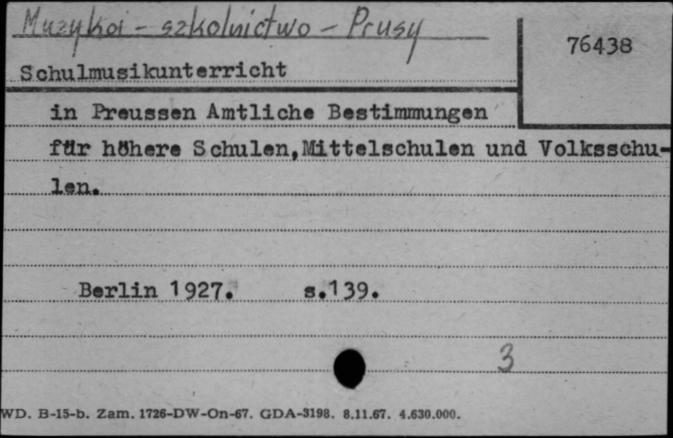 Muzyka - szkolnictwo - Prusy
76438
Schulmusikunterricht
in Preussen Amtliche Bestimmungen
für höhere Schulen,Mittelschulen und Volksschu-
len.
Berlin 1927. s.139.
3
WD. B-15-b. Zam. 1726-DW-On-67. GDA-3198. 8.11.67. 4.630.000.